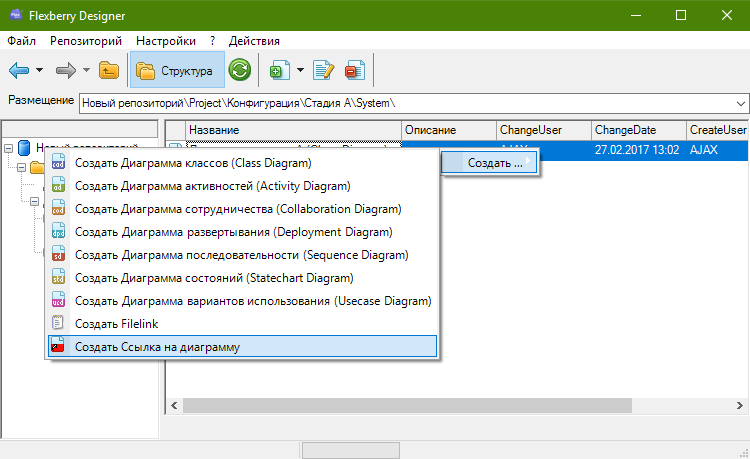 Flexberry Designer
Файл Репозиторий Настройки ? Действия
Структура
Размещение Новый репозиторий\Project\Конфигурация\Стадия A\System\
Название Описание ChangeUser ChangeDate CreateUser
Новый репозиторий
AJAX 27.02.2017 13:02 AJAX
Создать ...
Создать Диаграмма классов (Class Diagram)
Создать Диаграмма активностей (Activity Diagram)
Создать Диаграмма сотрудничества (Collaboration Diagram)
Создать Диаграмма развертывания (Deployment Diagram)
Создать Диаграмма последовательности (Sequence Diagram)
Создать Диаграмма состояний (Statechart Diagram)
Создать Диаграмма вариантов использования (Usecase Diagram)
Создать Filelink
Создать Ссылка на диаграмму